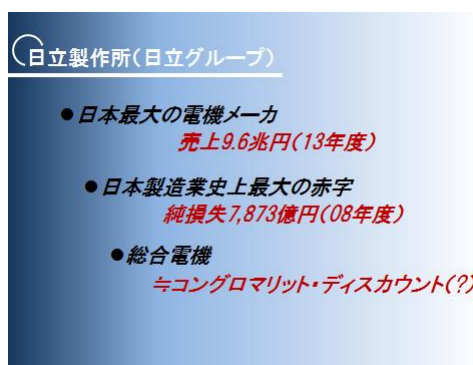 日立製作所(日立グループ)
●日本最大の電機メーカ
売上9.6兆円(13年度)
●日本製造業史上最大の赤字
純損失7,873億円(08年度)
●総合電機
≒コングロマリット・ディスカウント(?)